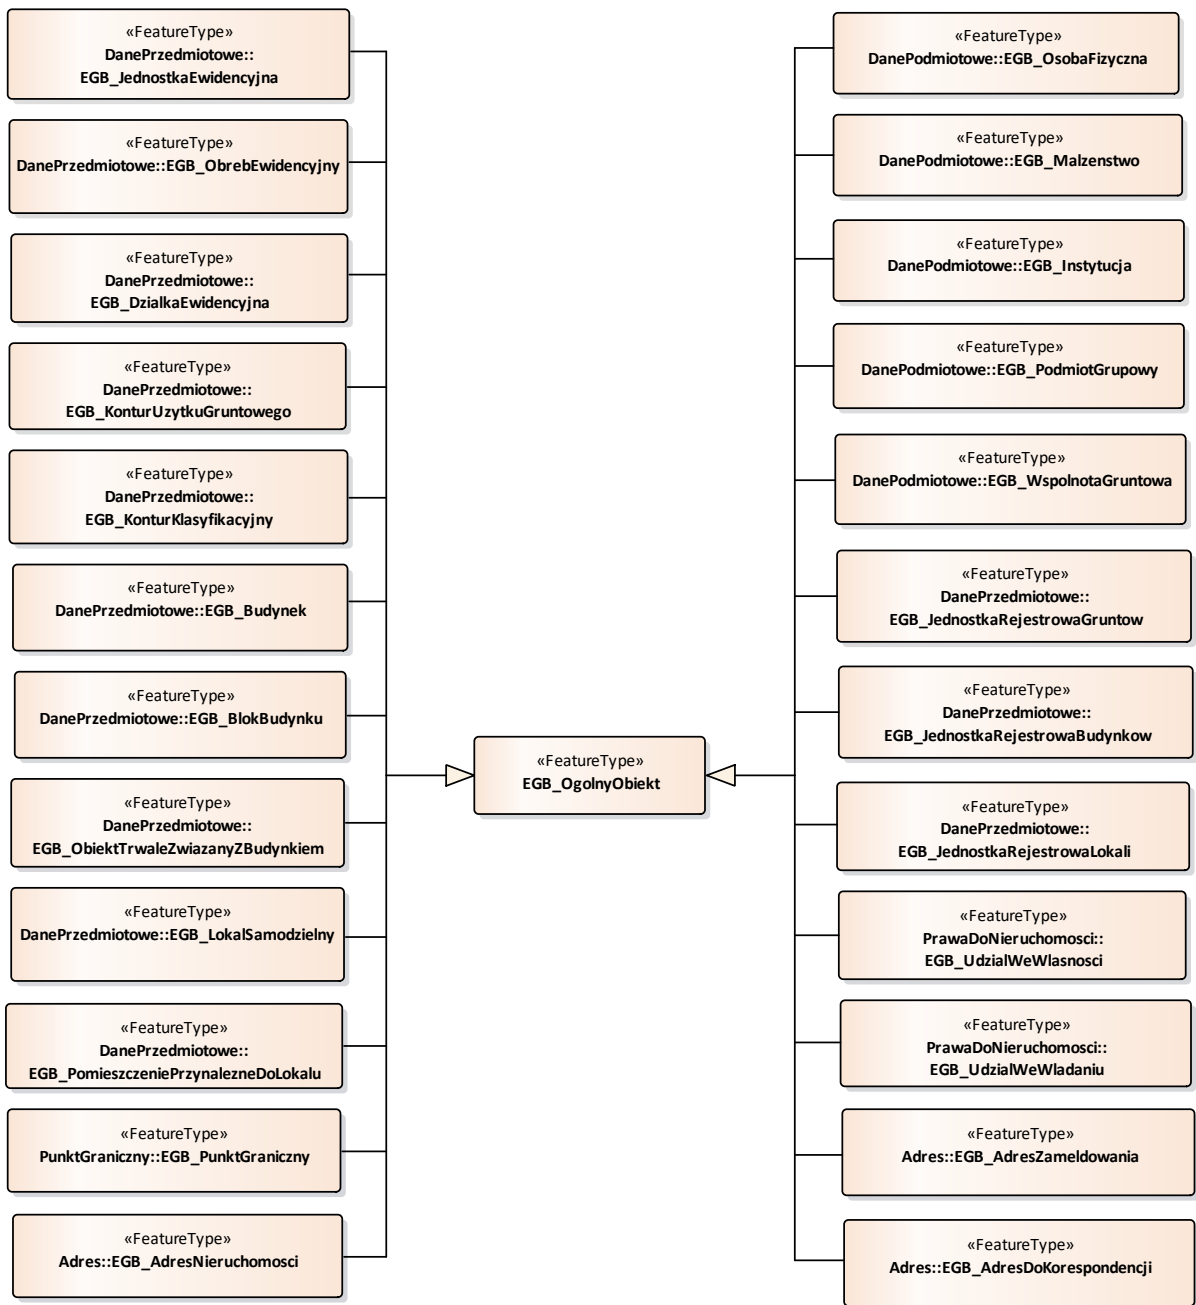 «FeatureType»
DanePrzedmiotowe::
EGB_JednostkaEwidencyjna
«FeatureType»
DanePrzedmiotowe::EGB_ObrebEwidencyjny
«FeatureType»
DanePrzedmiotowe::
EGB_DzialkaEwidencyjna
«FeatureType»
DanePrzedmiotowe::
EGB_KonturUzytkuGruntowego
«FeatureType»
DanePrzedmiotowe::
EGB_KonturKlasyfikacyjny
«FeatureType»
DanePrzedmiotowe::EGB_Budynek
«FeatureType»
DanePrzedmiotowe::EGB_BlokBudynku
«FeatureType»
DanePrzedmiotowe::
EGB_ObiektTrwaleZwiazanyZBudynkiem
«FeatureType»
DanePrzedmiotowe::EGB_LokalSamodzielny
«FeatureType»
DanePrzedmiotowe::
EGB_PomieszczeniePrzynalezneDoLokalu
«FeatureType»
PunktGraniczny::EGB_PunktGraniczny
«FeatureType»
Adres::EGB_AdresNieruchomosci
«FeatureType»
EGB_OgolnyObiekt
«FeatureType»
DanePodmiotowe::EGB_OsobaFizyczna
«FeatureType»
DanePodmiotowe::EGB_Malzenstwo
«FeatureType»
DanePodmiotowe::EGB_Instytucja
«FeatureType»
DanePodmiotowe::EGB_PodmiotGrupowy
«FeatureType»
DanePodmiotowe::EGB_WspolnotaGruntowa
«FeatureType»
DanePrzedmiotowe::
EGB_JednostkaRejestrowaGruntow
«FeatureType»
DanePrzedmiotowe::
EGB_JednostkaRejestrowaBudynkow
«FeatureType»
DanePrzedmiotowe::
EGB_JednostkaRejestrowaLokali
«FeatureType»
PrawaDoNieruchomosci::
EGB_UdzialWeWlasnosci
«FeatureType»
PrawaDoNieruchomosci::
EGB_UdzialWeWladaniu
«FeatureType»
Adres::EGB_AdresZameldowania
«FeatureType»
Adres::EGB_AdresDoKorespondencji